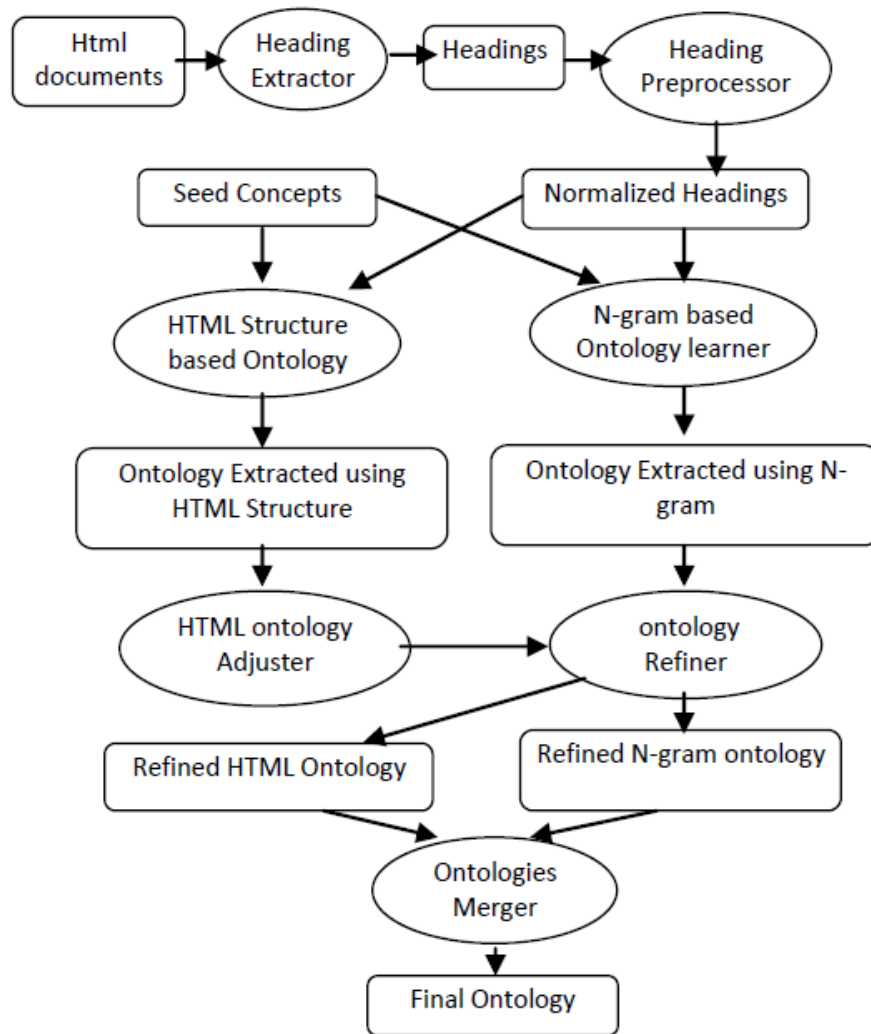 Html
documents
Heading
Extractor
Headings
Heading
Preprocessor
Seed Concepts
Normalized Headings
HTML Structure
based Ontology
N-gram based
Ontology learner
Ontology Extracted using
HTML Structure
Ontology Extracted using N-
gram
HTML ontology
Adjuster
ontology
Refiner
Refined HTML Ontology
Refined N-gram ontology
Ontologies
Merger
Final Ontology